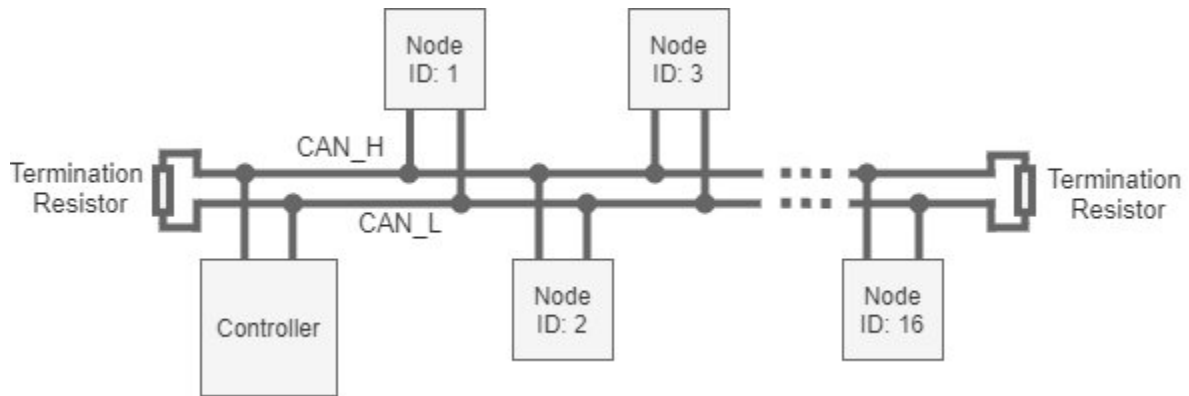 Node
ID: 1
Node
ID: 3
CAN_H
Termination
Resistor
Termination
Resistor
CAN_L
Controller
Node
ID: 2
Node
ID: 16